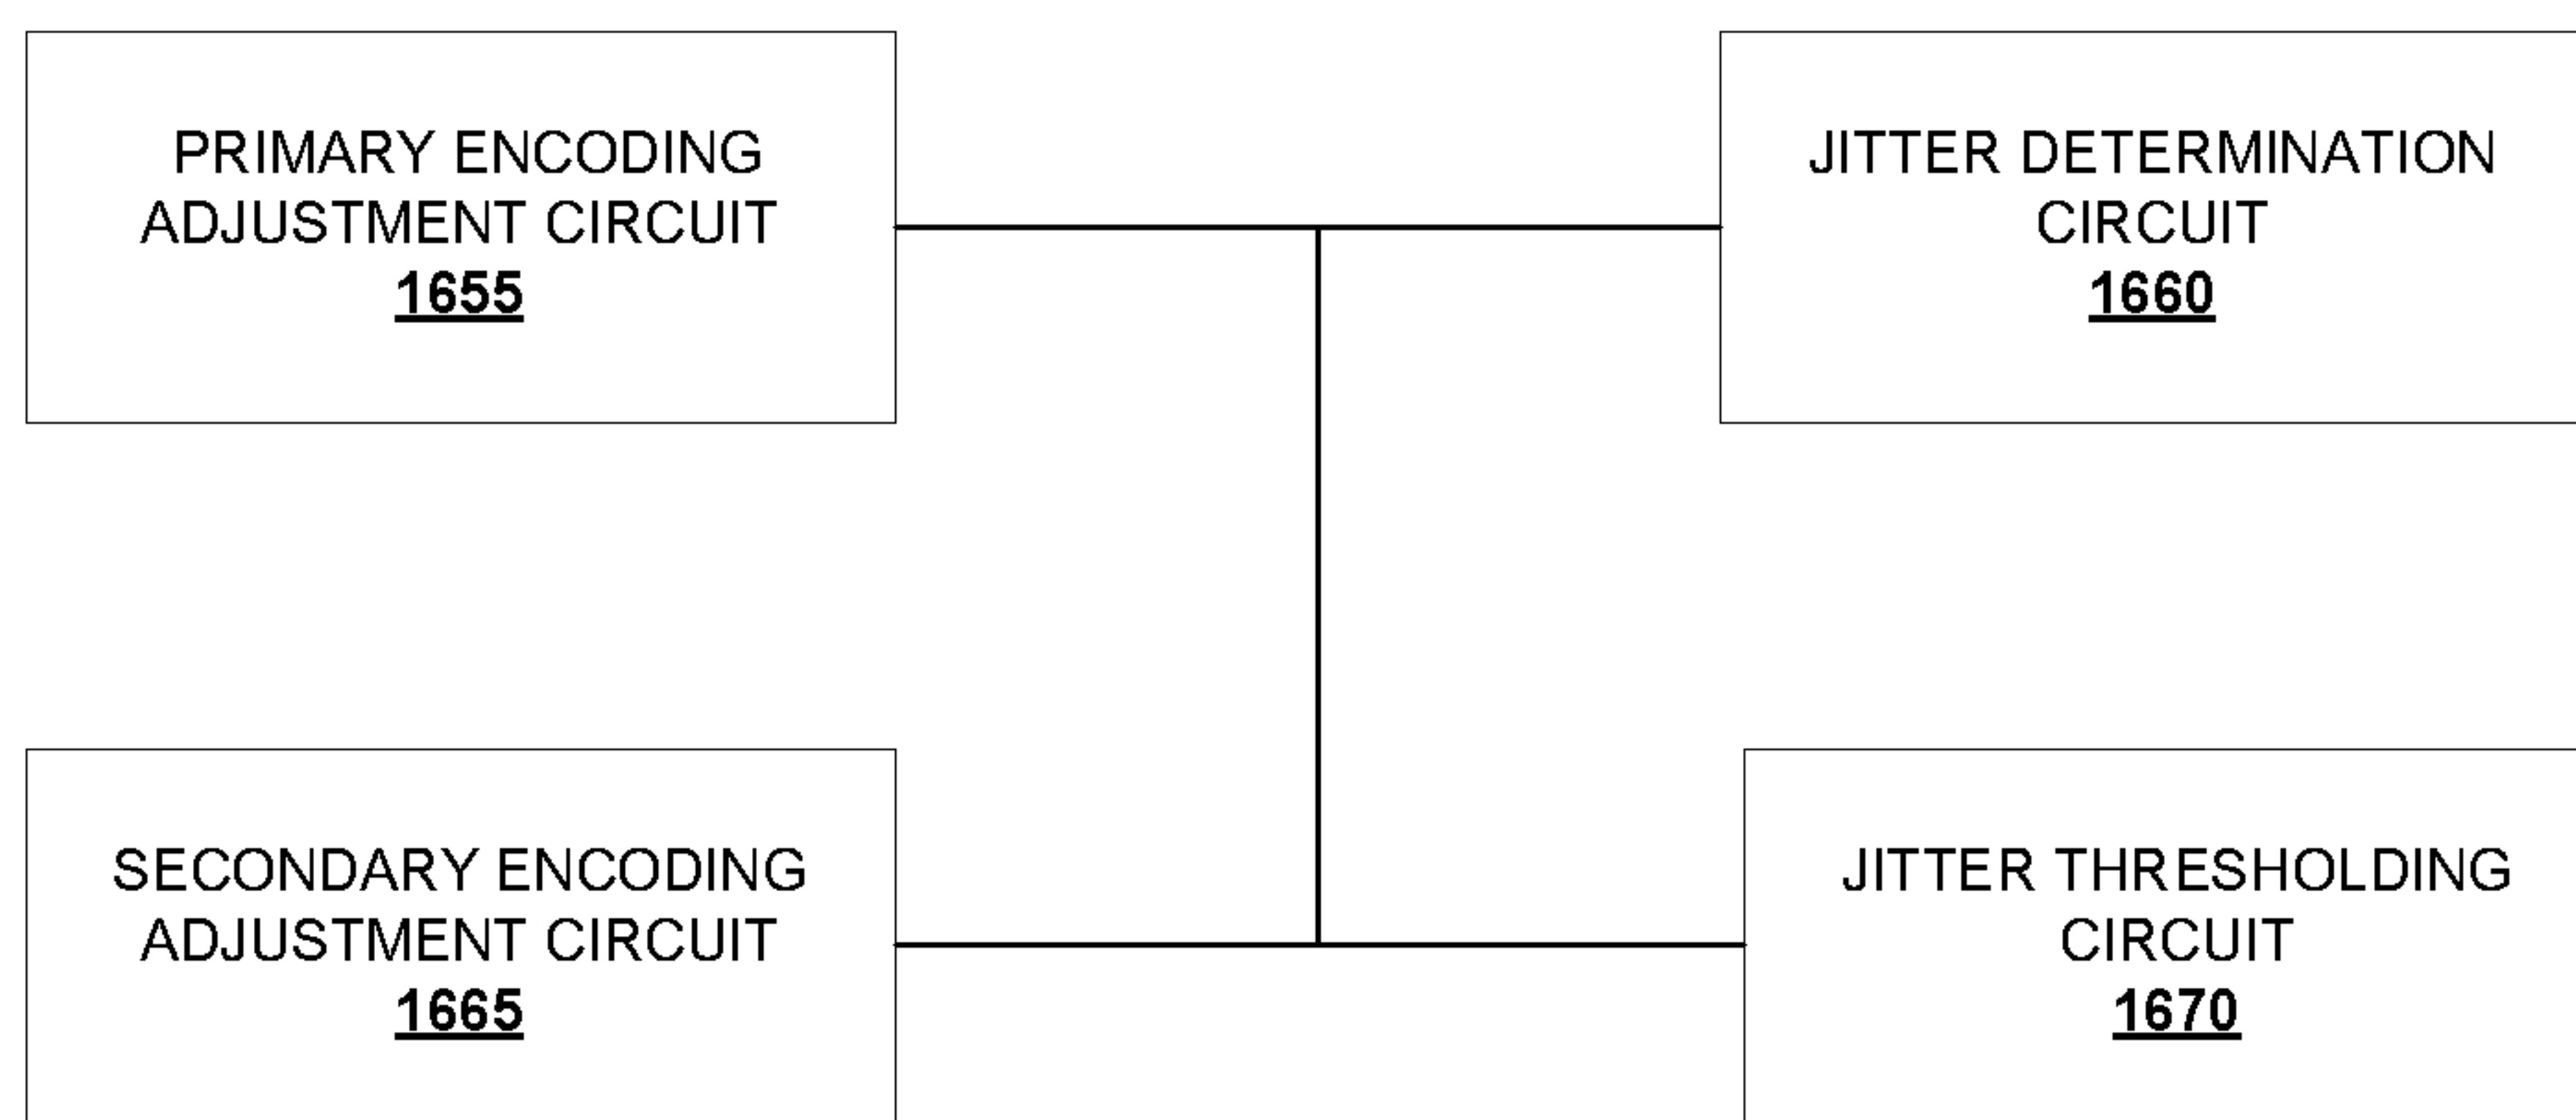 PRIMARY ENCODING
ADJUSTMENT CIRCUIT
1655
JITTER DETERMINATION
CIRCUIT
1660
SECONDARY ENCODING
ADJUSTMENT CIRCUIT
1665
JITTER THRESHOLDING
CIRCUIT
1670